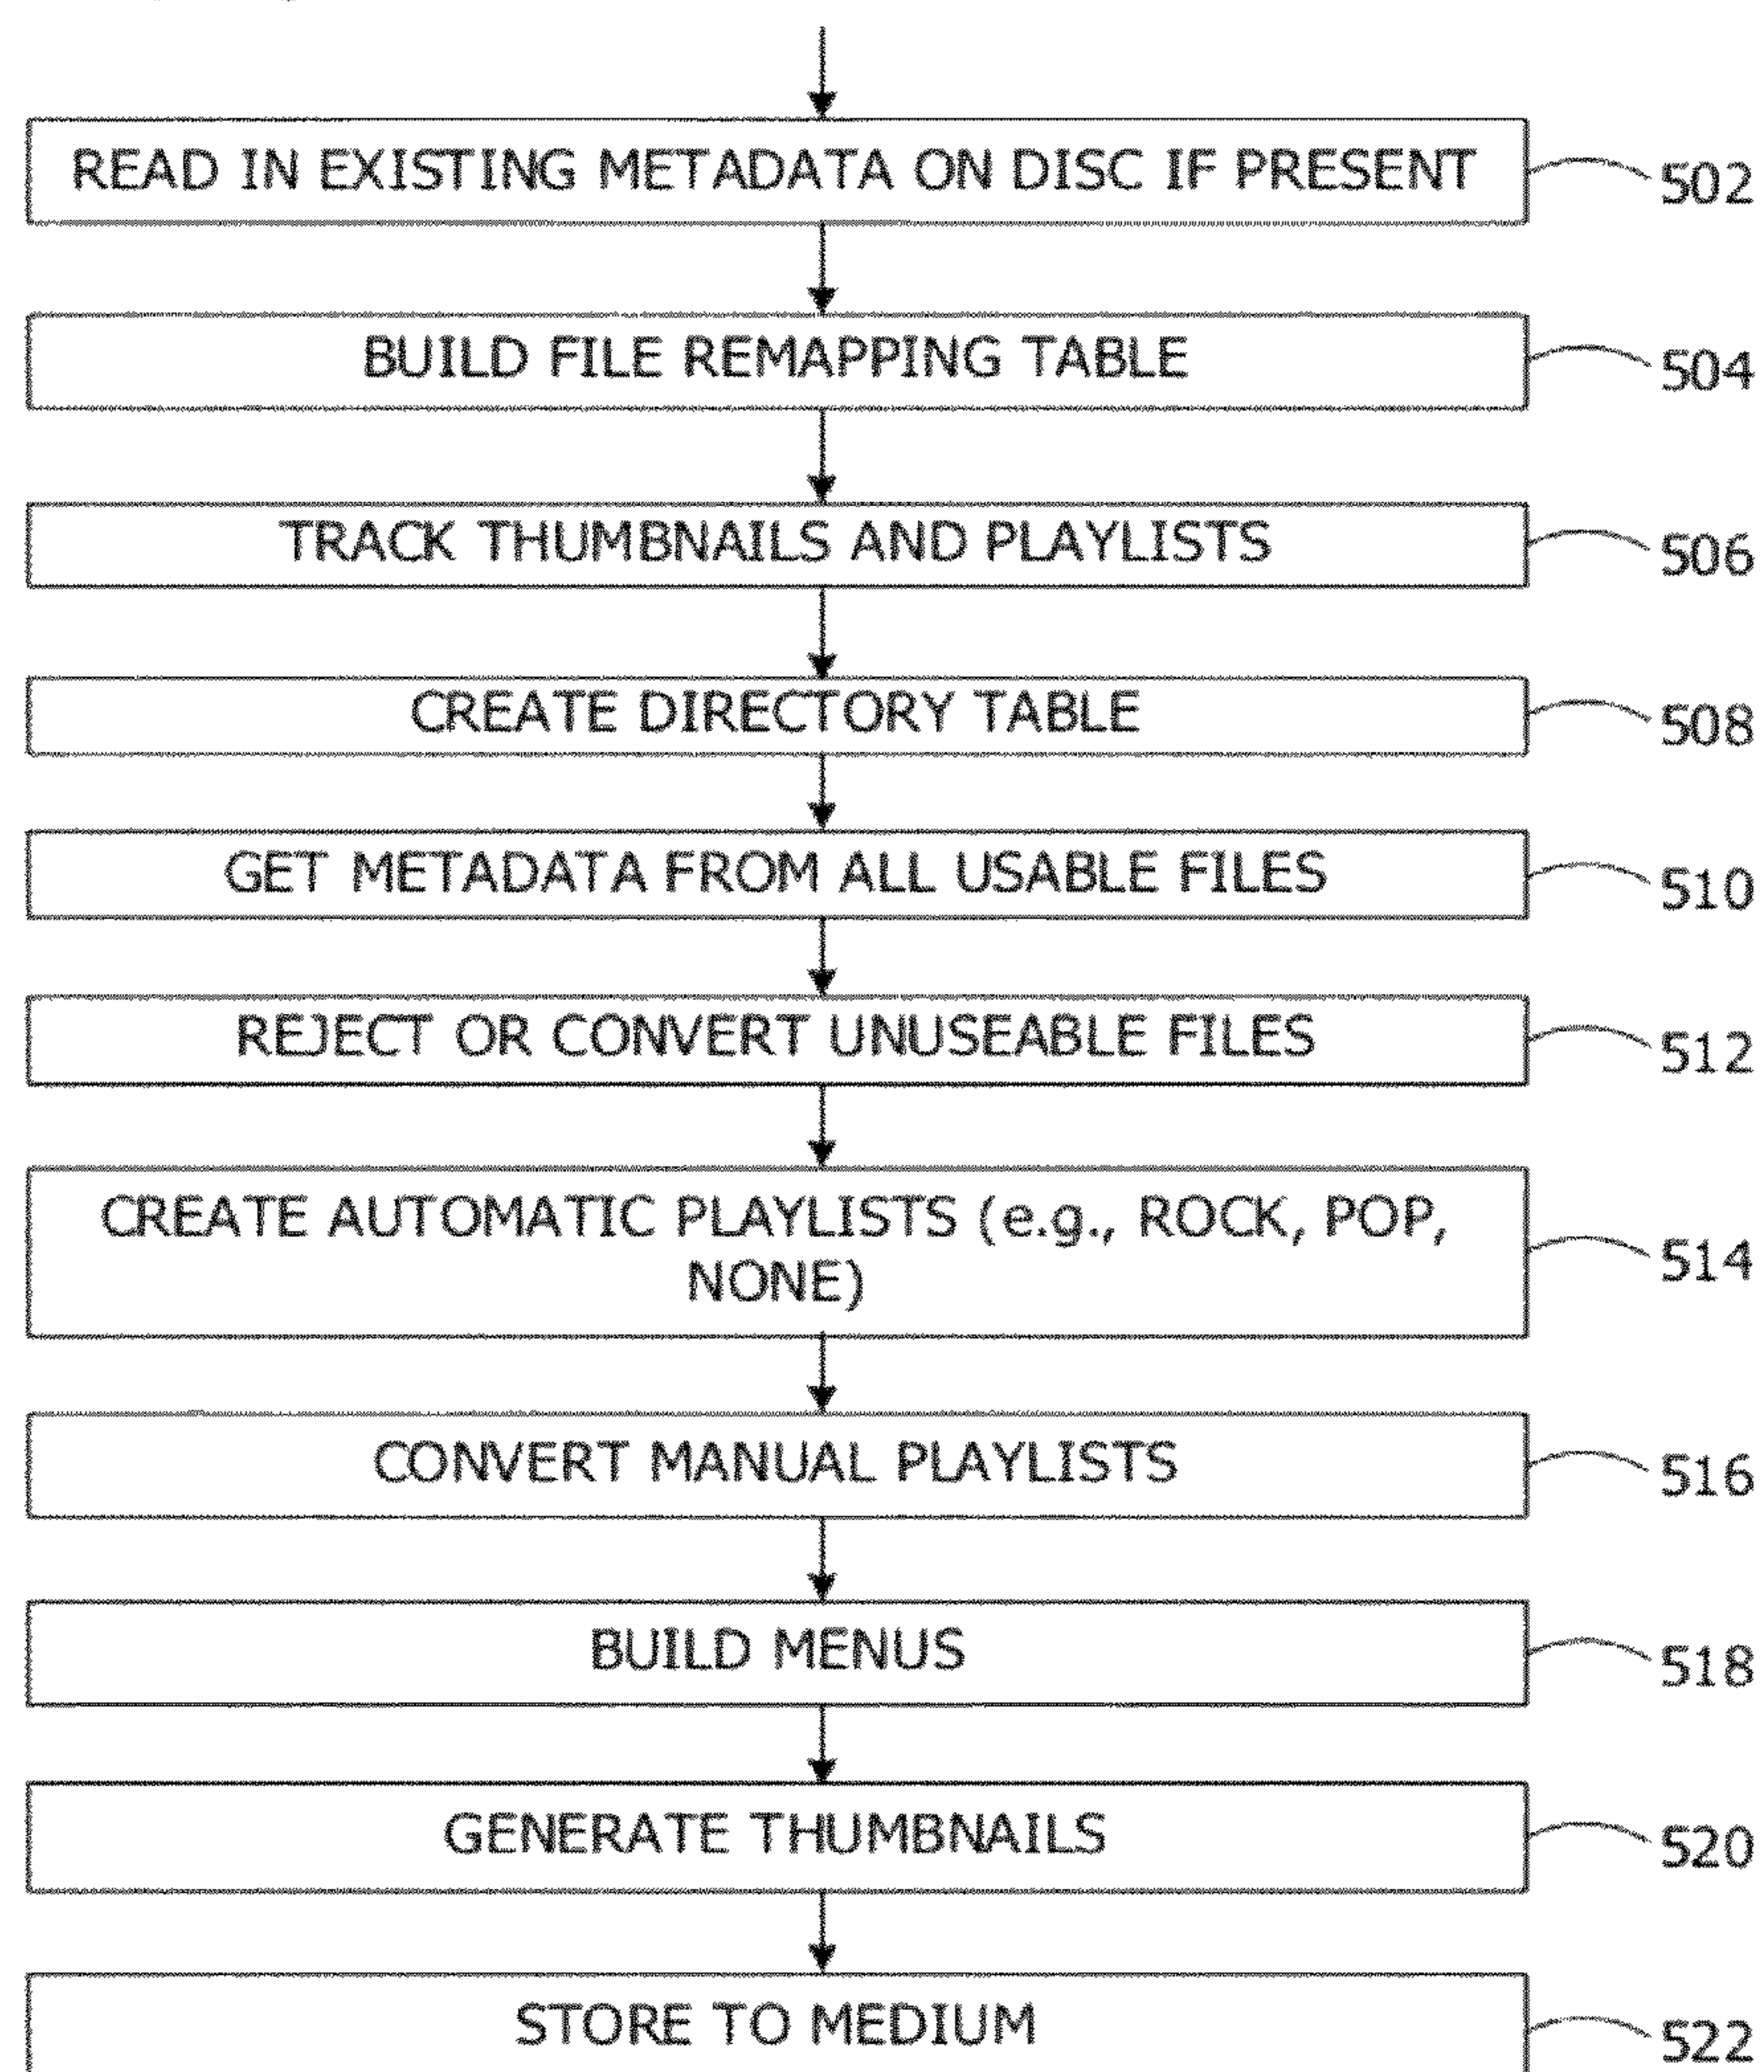 READ IN EXISTING METADATA ON DISC IF PRESENT
502
BUILD FILE REMAPPING TABLE
504
TRACK THUMBNAILS AND PLAYLISTS
506
CREATE DIRECTORY TABLE
508
GET METADATA FROM ALL USABLE FILES
510
REJECT OR CONVERT UNUSEABLE FILES
512
CREATE AUTOMATIC PLAYLISTS (e.g., ROCK, POP,
NONE)
514
CONVERT MANUAL PLAYLISTS
516
BUILD MENUS
518
GENERATE THUMBNAILS
520
STORE TO MEDIUM
522